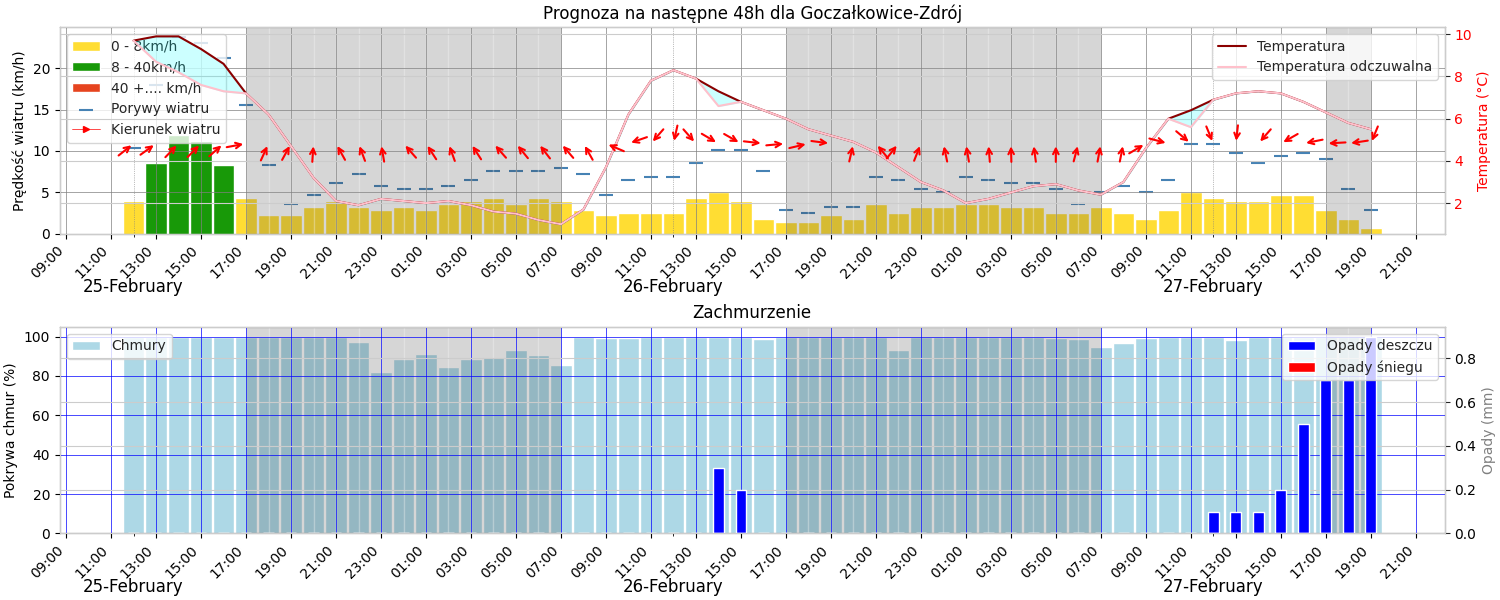 Prognoza na następne 48h dla Goczałkowice-Zdrój
Prędkość wiatru (km/h)
20
15
10
5
0
0 - 8km/h
8 - 40km/h
40 +.... km/h
Porywy wiatru
Kierunek wiatru
Temperatura
Temperatura odczuwalna
10
8
6
4
2
Temperatura (°C)
09:00 11:00 13:00 15:00 17:00 19:00 21:00 23:00 01:00 03:00 05:00 07:00 09:00 11:00 13:00 15:00 17:00 19:00 21:00 23:00 01:00 03:00 05:00 07:00 09:00 11:00 13:00 15:00 17:00 19:00 21:00
25-February 26-February 27-February
Zachmurzenie
Pokrywa chmur (%)
100
80
60
40
20
0
Chmury
Opady deszczu
Opady śniegu
0.8
0.6
0.4
0.2
0.0
Opady (mm)
09:00 11:00 13:00 15:00 17:00 19:00 21:00 23:00 01:00 03:00 05:00 07:00 09:00 11:00 13:00 15:00 17:00 19:00 21:00 23:00 01:00 03:00 05:00 07:00 09:00 11:00 13:00 15:00 17:00 19:00 21:00
25-February 26-February 27-February